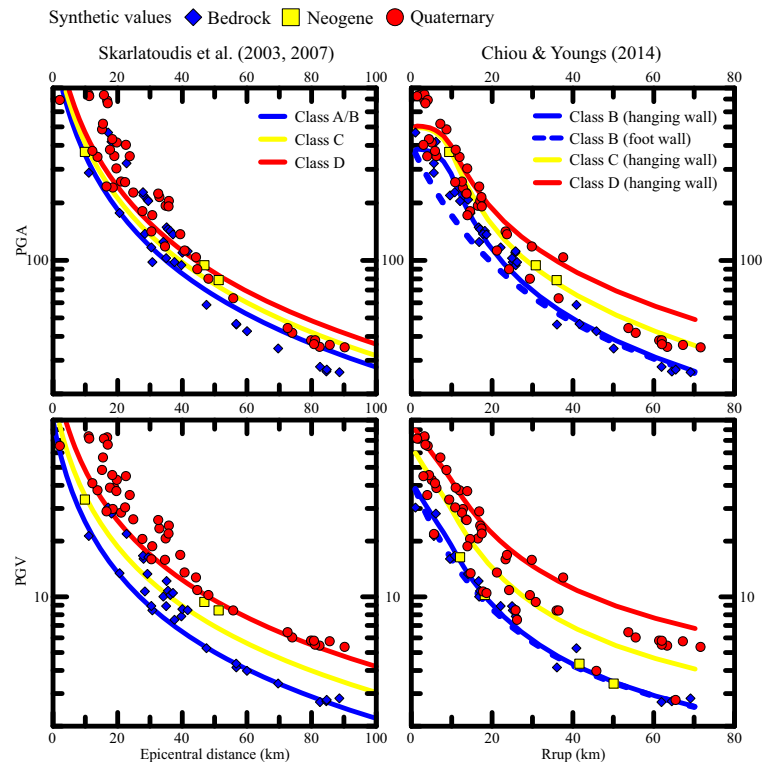 Synthetic values Bedrock Neogene Quaternary
Skarlatoudis et al. (2003, 2007) Chiou & Youngs (2014)
0 20 40 60 80 100 0 20 40 60 80
Class A/B
Class C
Class D
Class B (hanging wall)
Class B (foot wall)
Class C (hanging wall)
Class D (hanging wall)
PGA
100 100
0 20 40 60 80 100 0 20 40 60 80
PGV
10 10
0 20 40 60 80 100 0 20 40 60 80
Epicentral distance (km) Rrup (km)